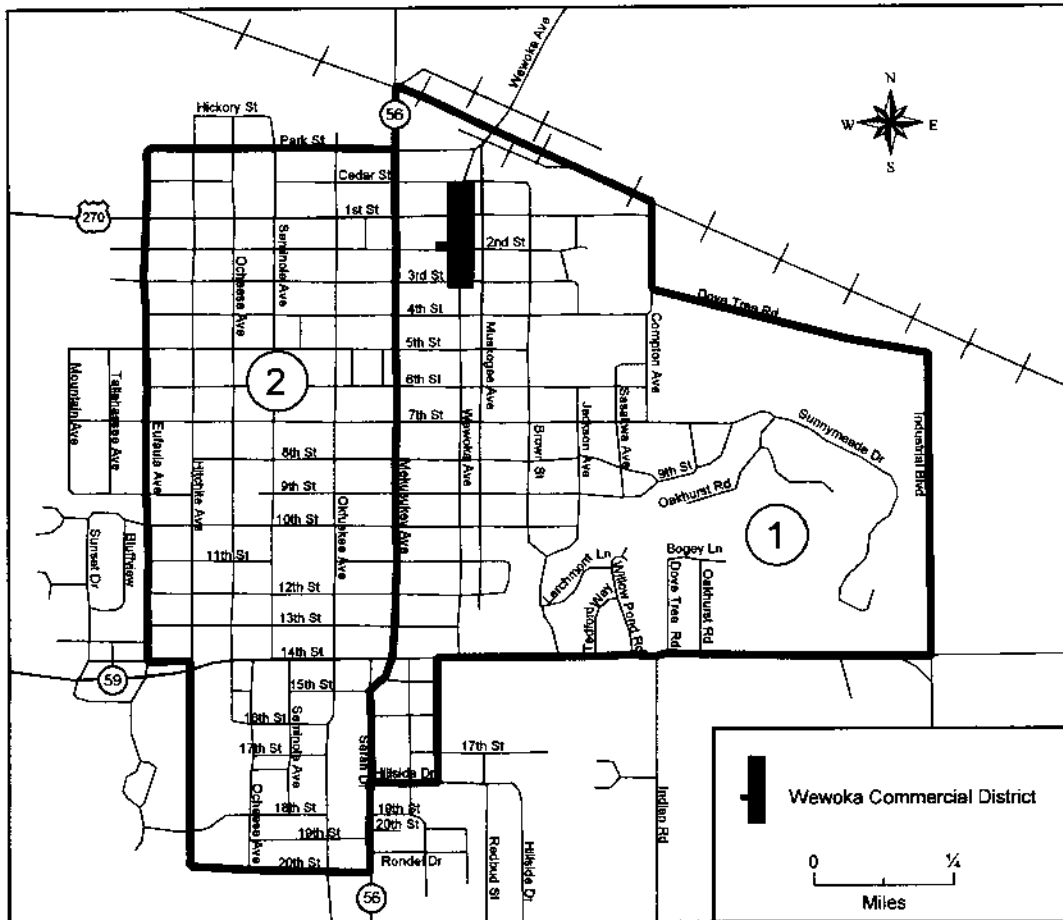 Wewoka Ave
N
W E
S
Hickory St
56
Park St
Cedar St
270
1st St
Seminole Ave
2nd St
Ocheese Ave
3rd St
Dove Tree Rd
4th St
Compton Ave
Muskogee Ave
5th St
2
6th St
Mountain Ave
Tallahassee Ave
Sasakwa Ave
Jackson Ave
7th St
Sunnymeade Dr
Industrial Blvd
Eufaula Ave
Wewoka Ave
Brown St
8th St
Hitchite Ave
Mekusukey Ave
9th St
9th St
Oakhurst Rd
Okfuskee Ave
10th St
1
Sunset Dr
Bluffview
11th St
Larchmont Ln
Bogey Ln
Willow Pond Rd
Dove Tree Rd
Oakhurst Rd
12th St
Tedford Way
13th St
14th St
59
15th St
16th St
Seminole Ave
17th St
17th St
Sarah Dr
Hillside Dr
Ocheese Ave
18th St
19th St
20th St
19th St
Rondel Dr
20th St
Redbud St
Hillside Dr
Indian Rd
56
Wewoka Commercial District
0 ¼
Miles